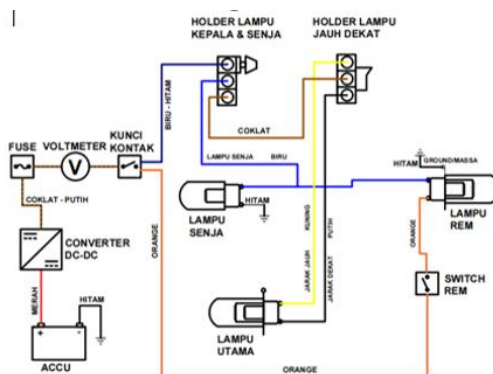 HOLDER LAMPU
KEPALA & SENJA
HOLDER LAMPU
JAUH DEKAT
BIRU - HITAM
COKLAT
FUSE
VOLTMETER
KUNCI
KONTAK
V
LAMPU SENJA
BIRU
HITAM
GROUND/MASSA
COKLAT - PUTIH
HITAM
LAMPU
SENJA
KUNING
PUTIH
ORANGE
LAMPU
REM
CONVERTER
DC-DC
ORANGE
JARAK JAUH
JARAK DEKAT
SWITCH
REM
MERAH
HITAM
+
-
ACCU
LAMPU
UTAMA
ORANGE